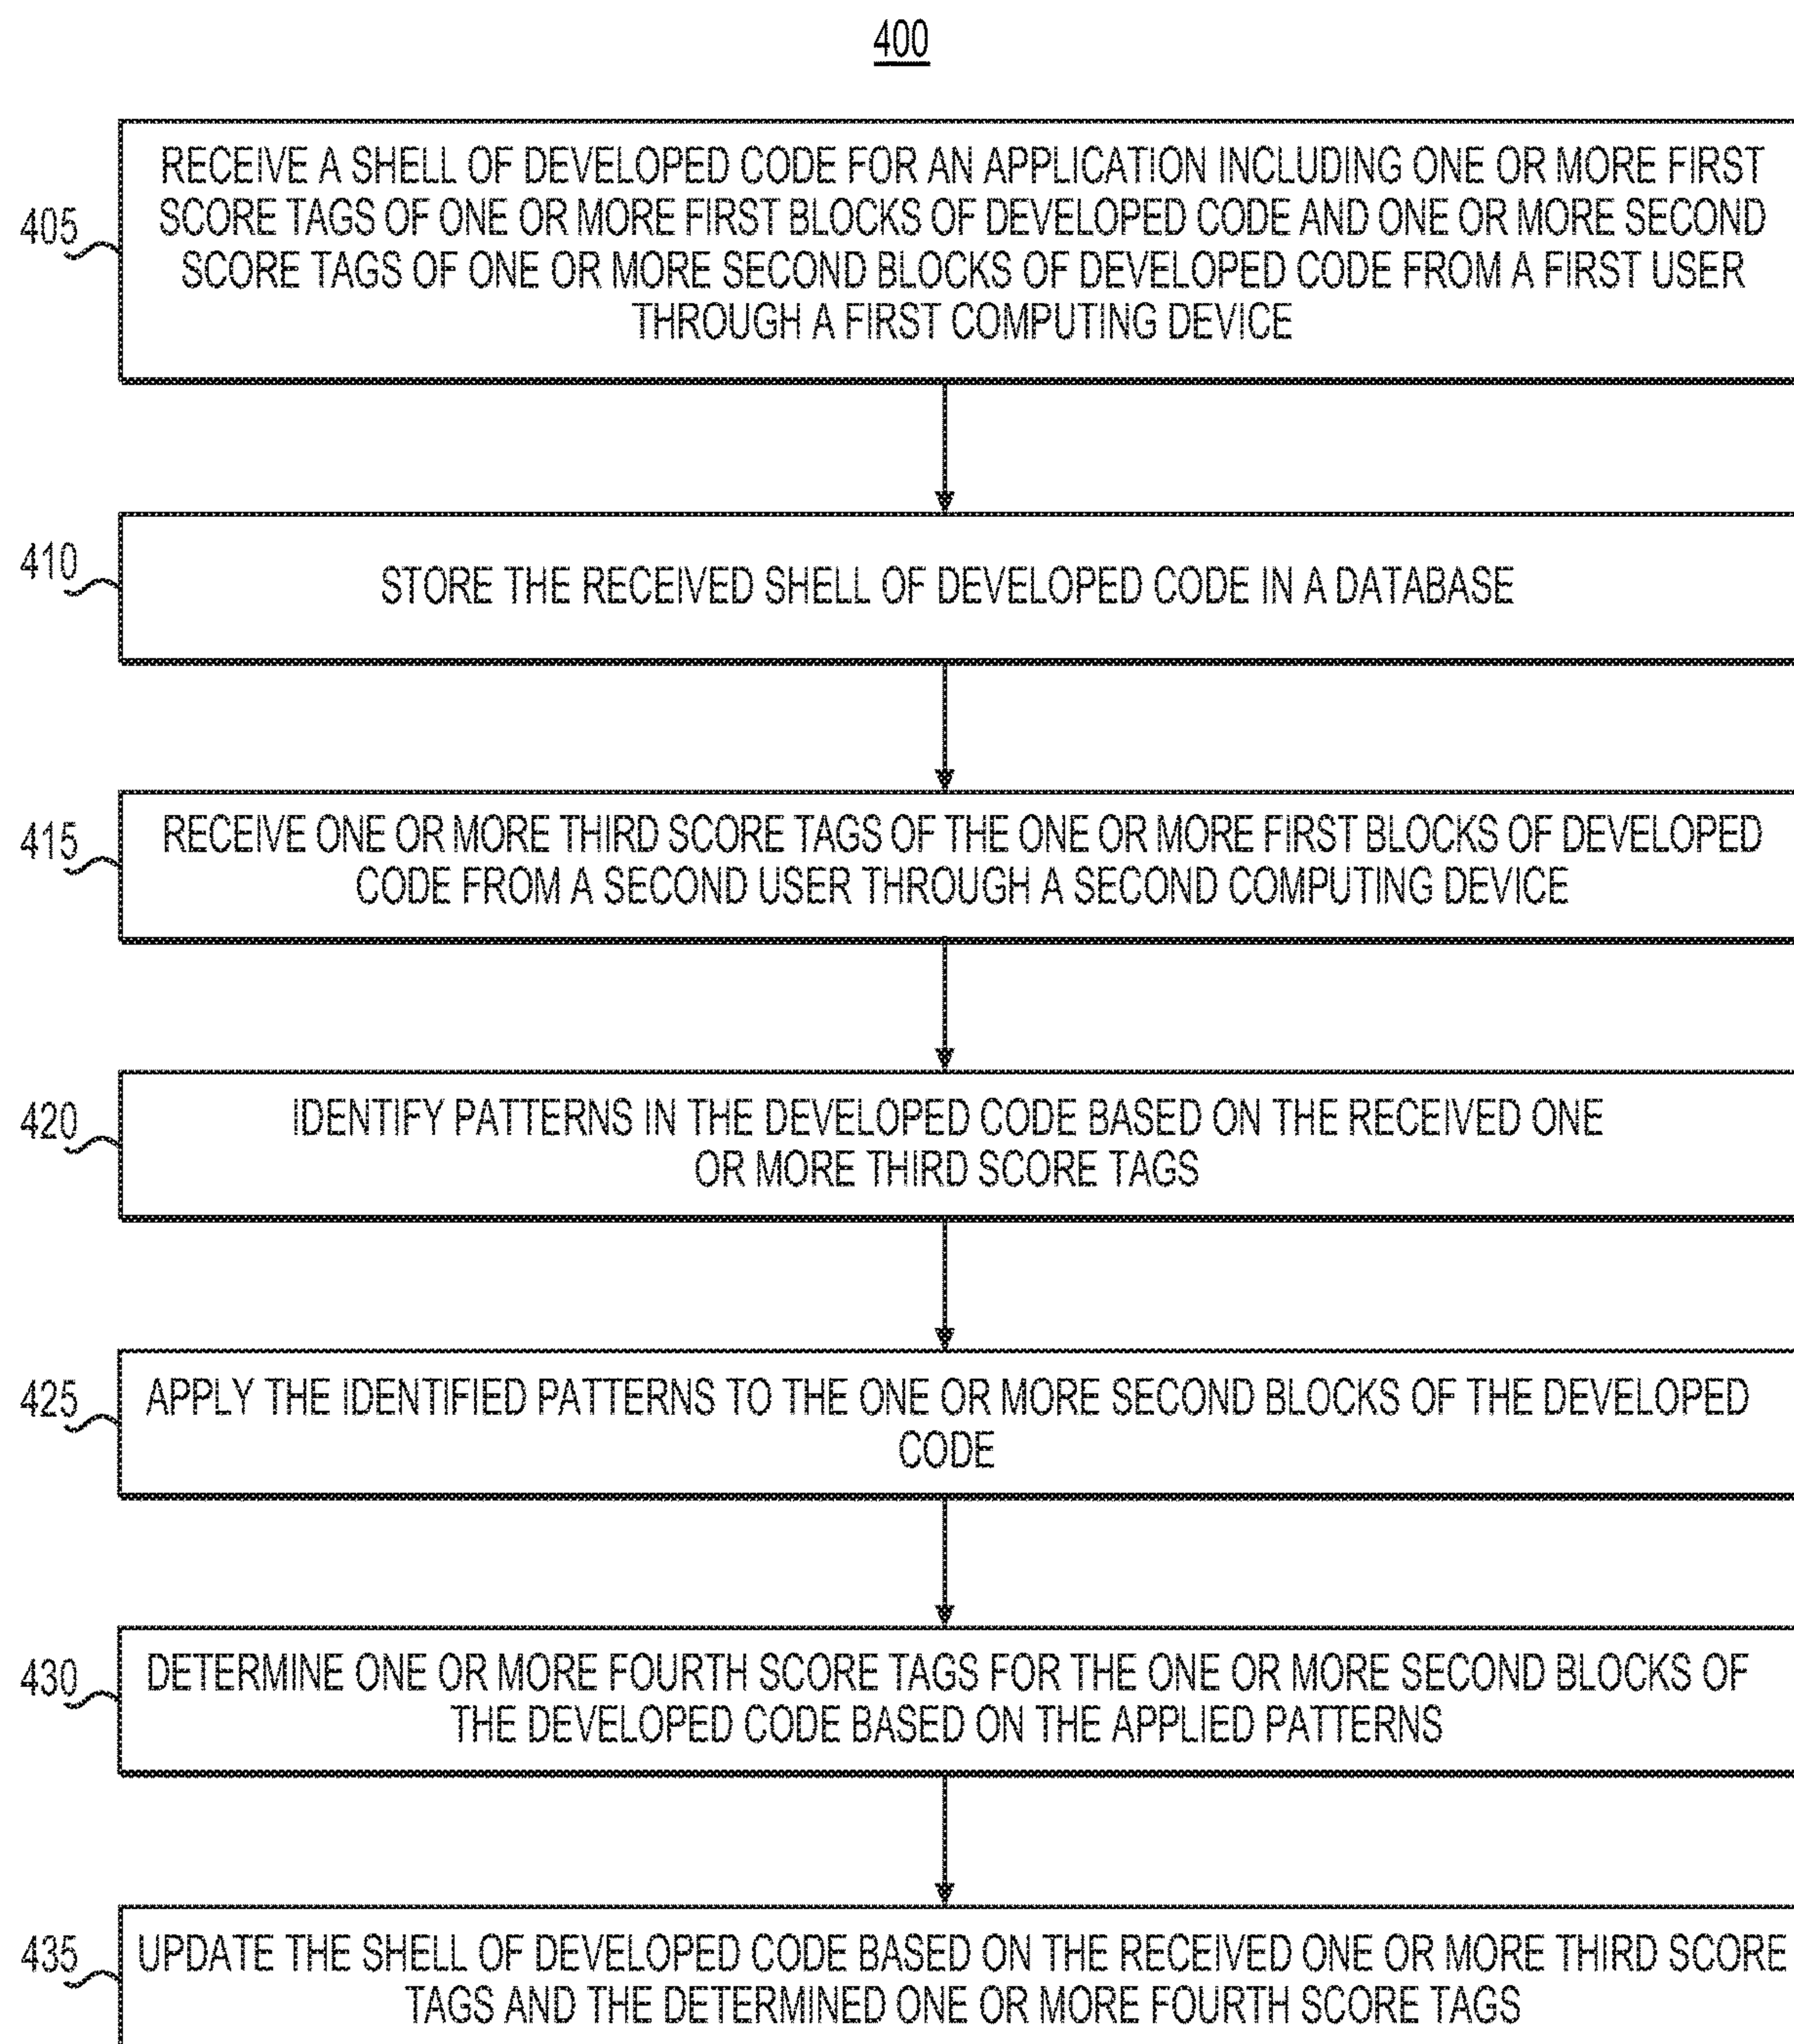 400
405
RECEIVE A SHELL OF DEVELOPED CODE FOR AN APPLICATION INCLUDING ONE OR MORE FIRST
SCORE TAGS OF ONE OR MORE FIRST BLOCKS OF DEVELOPED CODE AND ONE OR MORE SECOND
SCORE TAGS OF ONE OR MORE SECOND BLOCKS OF DEVELOPED CODE FROM A FIRST USER
THROUGH A FIRST COMPUTING DEVICE
410
STORE THE RECEIVED SHELL OF DEVELOPED CODE IN A DATABASE
415
RECEIVE ONE OR MORE THIRD SCORE TAGS OF THE ONE OR MORE FIRST BLOCKS OF DEVELOPED
CODE FROM A SECOND USER THROUGH A SECOND COMPUTING DEVICE
420
IDENTIFY PATTERNS IN THE DEVELOPED CODE BASED ON THE RECEIVED ONE
OR MORE THIRD SCORE TAGS
425
APPLY THE IDENTIFIED PATTERNS TO THE ONE OR MORE SECOND BLOCKS OF THE DEVELOPED
CODE
430
DETERMINE ONE OR MORE FOURTH SCORE TAGS FOR THE ONE OR MORE SECOND BLOCKS OF
THE DEVELOPED CODE BASED ON THE APPLIED PATTERNS
435
UPDATE THE SHELL OF DEVELOPED CODE BASED ON THE RECEIVED ONE OR MORE THIRD SCORE
TAGS AND THE DETERMINED ONE OR MORE FOURTH SCORE TAGS